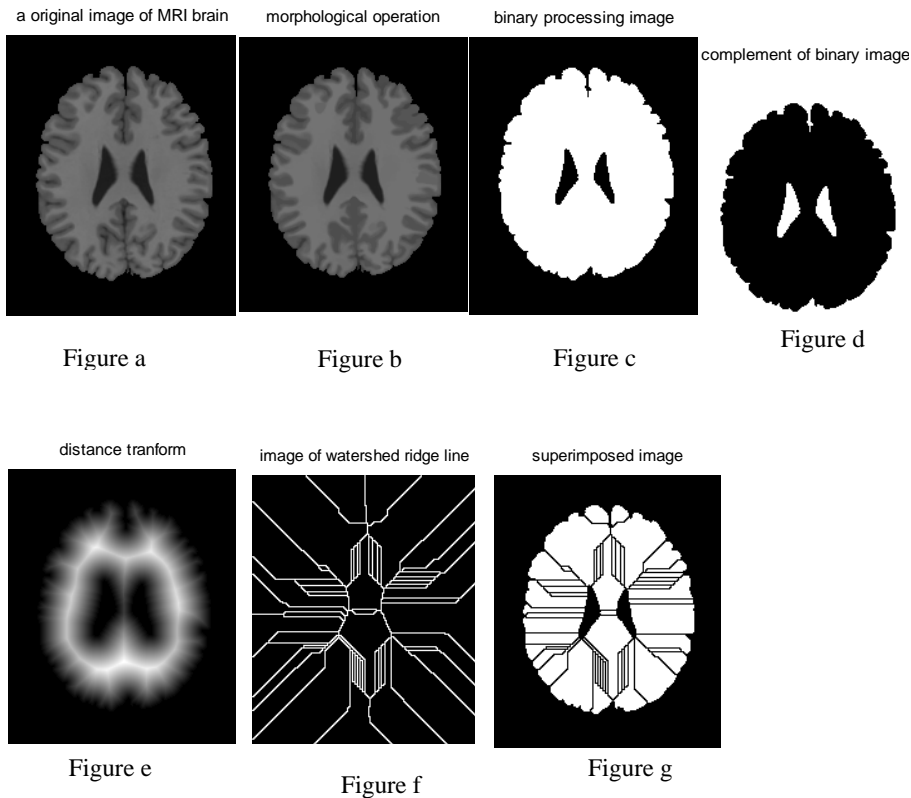 a original image of MRI brain
morphological operation
binary processing image
complement of binary image
Figure a
Figure b
Figure c
Figure d
distance tranform
image of watershed ridge line
superimposed image
Figure e
Figure f
Figure g